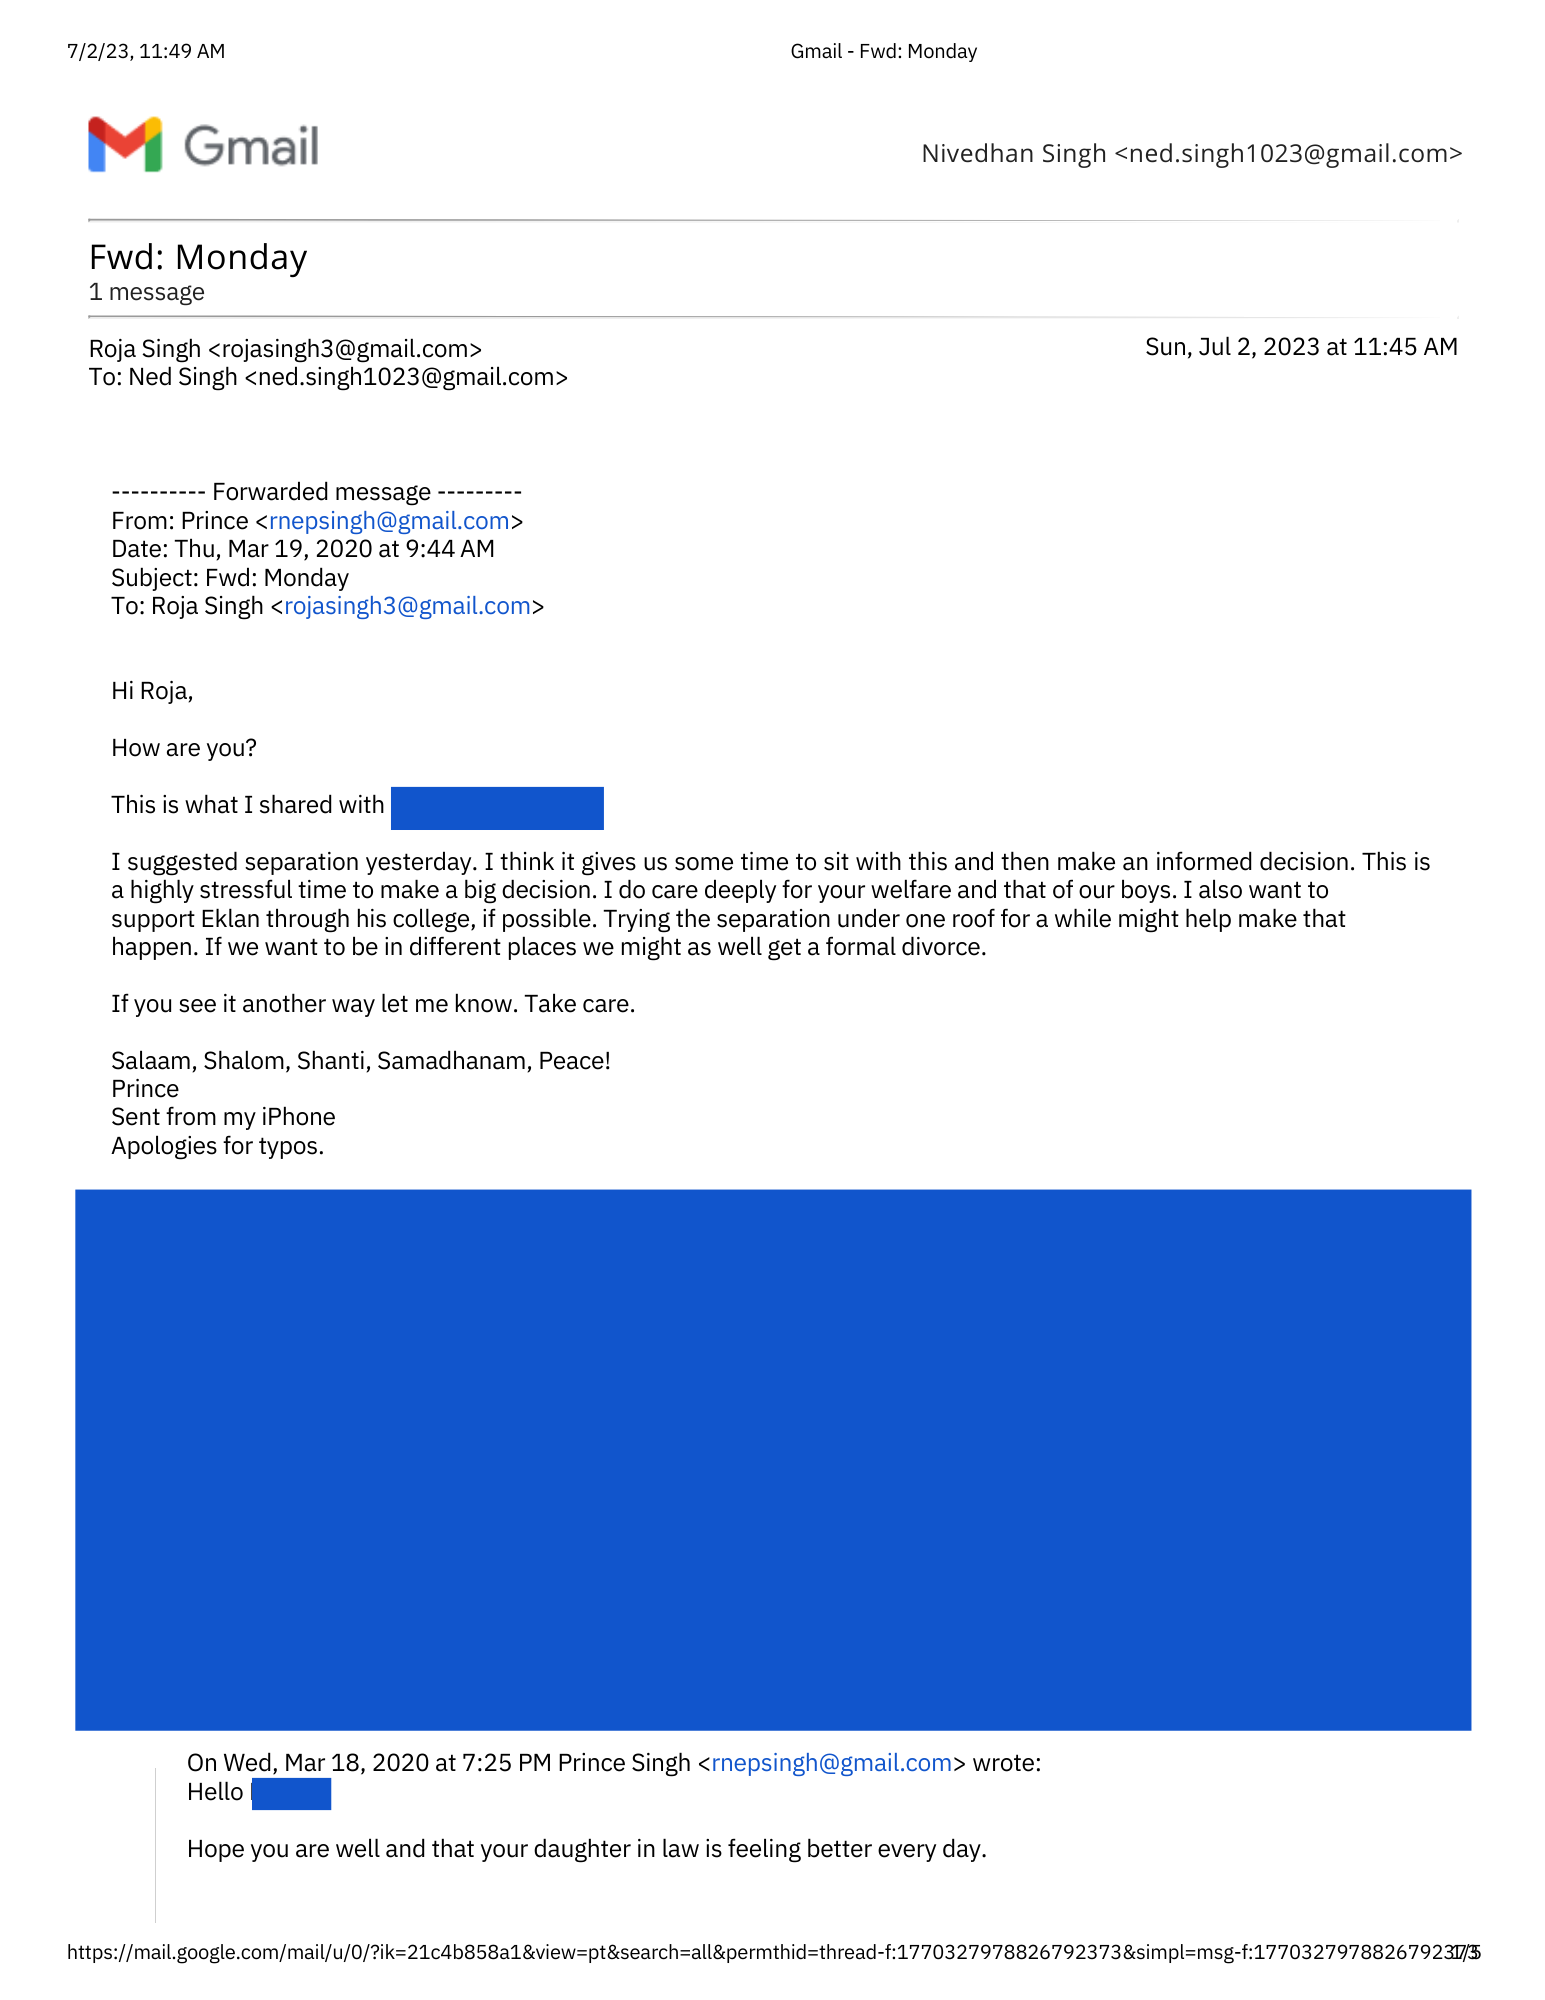 7/2/23, 11:49 AM
Gmail - Fwd: Monday
Gmail
Nivedhan Singh <ned.singh1023@gmail.com>
Fwd: Monday
1 message
Roja Singh <rojasingh3@gmail.com>
Sun, Jul 2, 2023 at 11:45 AM
To: Ned Singh <ned.singh1023@gmail.com>
---------- Forwarded message ---------
From: Prince <rnepsingh@gmail.com>
Date: Thu, Mar 19, 2020 at 9:44 AM
Subject: Fwd: Monday
To: Roja Singh <rojasingh3@gmail.com>
Hi Roja,
How are you?
This is what I shared with
I suggested separation yesterday. I think it gives us some time to sit with this and then make an informed decision. This is
a highly stressful time to make a big decision. I do care deeply for your welfare and that of our boys. I also want to
support Eklan through his college, if possible. Trying the separation under one roof for a while might help make that
happen. If we want to be in different places we might as well get a formal divorce.
If you see it another way let me know. Take care.
Salaam, Shalom, Shanti, Samadhanam, Peace!
Prince
Sent from my iPhone
Apologies for typos.
On Wed, Mar 18, 2020 at 7:25 PM Prince Singh <rnepsingh@gmail.com> wrote:
Hello
Hope you are well and that your daughter in law is feeling better every day.
https://mail.google.com/mail/u/0/?ik=21c4b858a1&view=pt&search=all&permthid=thread-f:1770327978826792373&simpl=msg-f:1770327978826792373